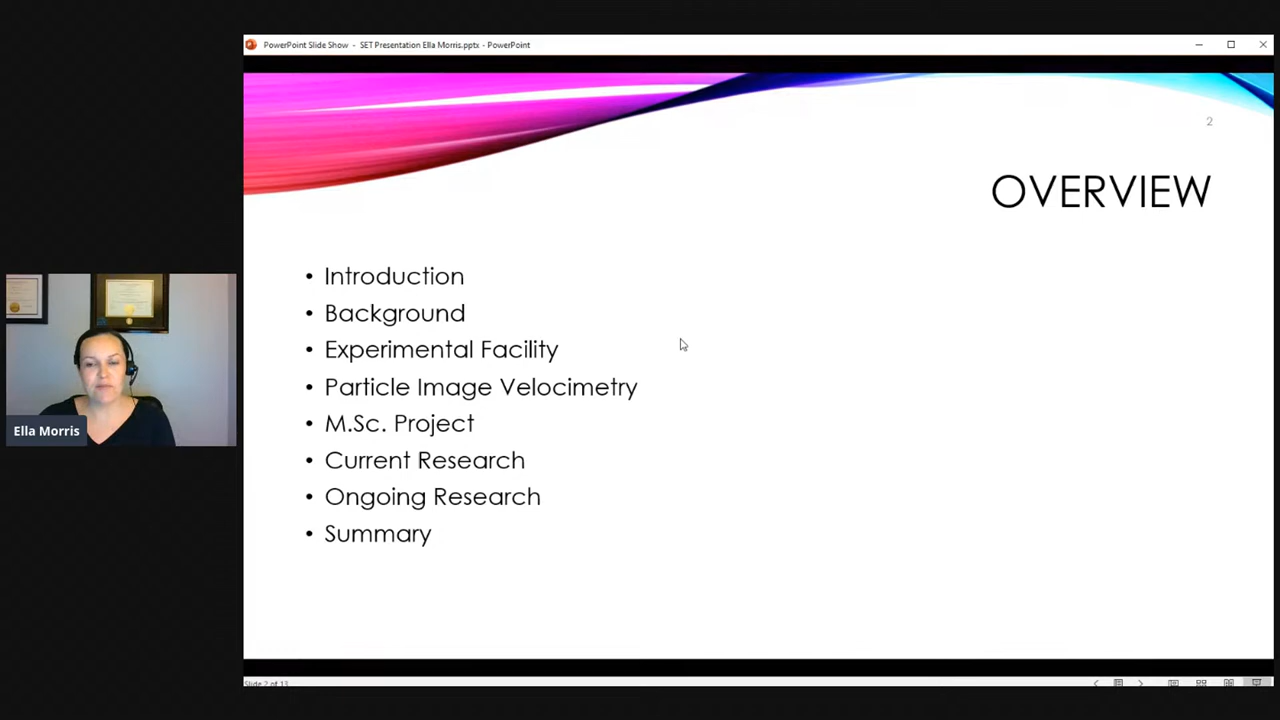 PowerPoint Slide Show - SET Presentation Ella Morris.pptx - PowerPoint
2
OVERVIEW
• Introduction
• Background
• Experimental Facility
• Particle Image Velocimetry
• M.Sc. Project
• Current Research
• Ongoing Research
• Summary
Ella Morris
Slide 2 of 13